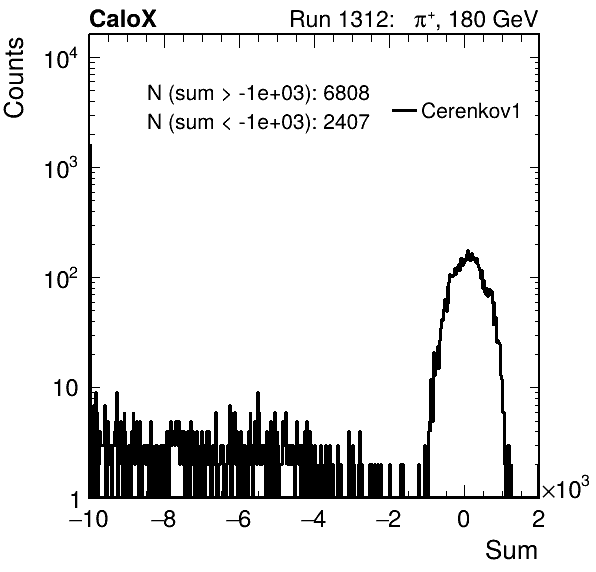 CaloX Run 1312: π⁺, 180 GeV
Counts
N (sum > -1e+03): 6808
N (sum < -1e+03): 2407
Cerenkov1
10⁴
10³
10²
10
1
−10 −8 −6 −4 −2 0 2
×10³
Sum